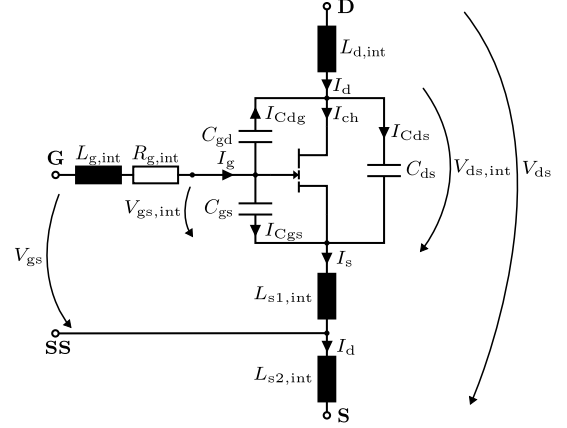 D
L_d,int
I_d
I_Cdg
I_ch
C_gd
I_Cds
G
L_g,int
R_g,int
I_g
C_ds
V_ds,int
V_ds
V_gs,int
C_gs
I_Cgs
V_gs
I_s
L_s1,int
SS
I_d
L_s2,int
S